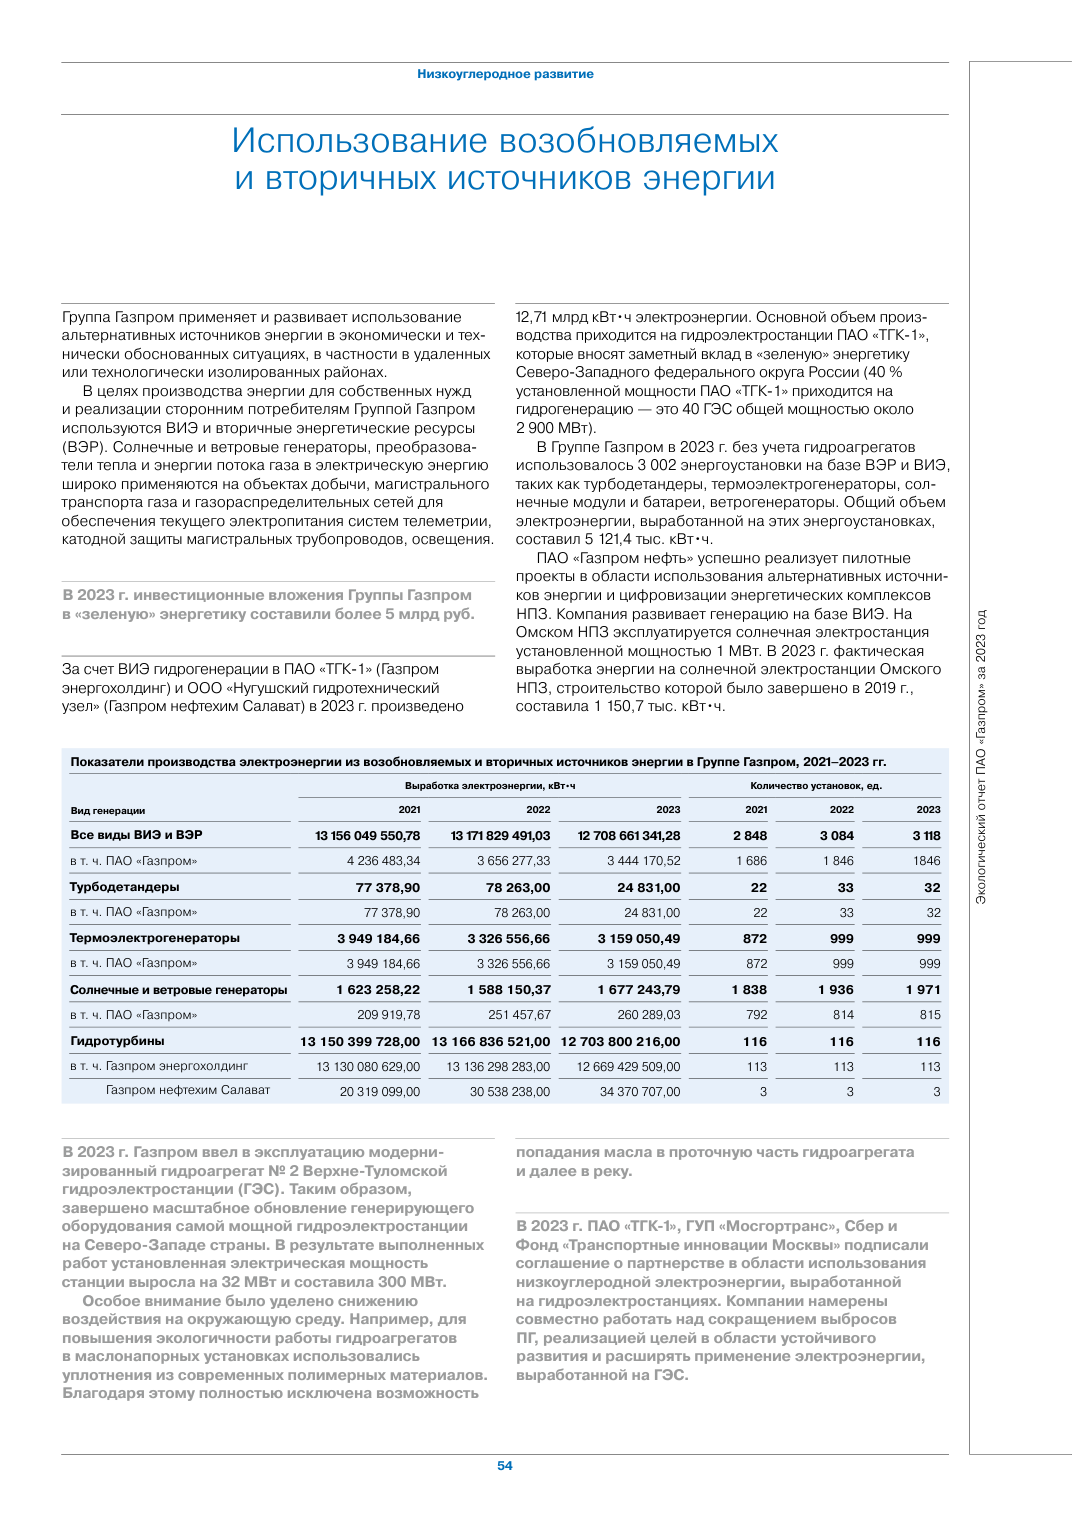 Низкоуглеродное развитие
Использование возобновляемых
и вторичных источников энергии
Группа Газпром применяет и развивает использование
альтернативных источников энергии в экономически и тех-
нически обоснованных ситуациях, в частности в удаленных
или технологически изолированных районах.
В целях производства энергии для собственных нужд
и реализации сторонним потребителям Группой Газпром
используются ВИЭ и вторичные энергетические ресурсы
(ВЭР). Солнечные и ветровые генераторы, преобразова-
тели тепла и энергии потока газа в электрическую энергию
широко применяются на объектах добычи, магистрального
транспорта газа и газораспределительных сетей для
обеспечения текущего электропитания систем телеметрии,
катодной защиты магистральных трубопроводов, освещения.
В 2023 г. инвестиционные вложения Группы Газпром
в «зеленую» энергетику составили более 5 млрд руб.
За счет ВИЭ гидрогенерации в ПАО «ТГК-1» (Газпром
энергохолдинг) и ООО «Нугушский гидротехнический
узел» (Газпром нефтехим Салават) в 2023 г. произведено
12,71 млрд кВт·ч электроэнергии. Основной объем произ-
водства приходится на гидроэлектростанции ПАО «ТГК-1»,
которые вносят заметный вклад в «зеленую» энергетику
Северо-Западного федерального округа России (40 %
установленной мощности ПАО «ТГК-1» приходится на
гидрогенерацию — это 40 ГЭС общей мощностью около
2 900 МВт).
В Группе Газпром в 2023 г. без учета гидроагрегатов
использовалось 3 002 энергоустановки на базе ВЭР и ВИЭ,
таких как турбодетандеры, термоэлектрогенераторы, сол-
нечные модули и батареи, ветрогенераторы. Общий объем
электроэнергии, выработанной на этих энергоустановках,
составил 5 121,4 тыс. кВт·ч.
ПАО «Газпром нефть» успешно реализует пилотные
проекты в области использования альтернативных источни-
ков энергии и цифровизации энергетических комплексов
НПЗ. Компания развивает генерацию на базе ВИЭ. На
Омском НПЗ эксплуатируется солнечная электростанция
установленной мощностью 1 МВт. В 2023 г. фактическая
выработка энергии на солнечной электростанции Омского
НПЗ, строительство которой было завершено в 2019 г.,
составила 1 150,7 тыс. кВт·ч.
Показатели производства электроэнергии из возобновляемых и вторичных источников энергии в Группе Газпром, 2021–2023 гг.
Выработка электроэнергии, кВт·ч Количество установок, ед.
Вид генерации 2021 2022 2023 2021 2022 2023
Все виды ВИЭ и ВЭР 13 156 049 550,78 13 171 829 491,03 12 708 661 341,28 2 848 3 084 3 118
в т. ч. ПАО «Газпром» 4 236 483,34 3 656 277,33 3 444 170,52 1 686 1 846 1846
Турбодетандеры 77 378,90 78 263,00 24 831,00 22 33 32
в т. ч. ПАО «Газпром» 77 378,90 78 263,00 24 831,00 22 33 32
Термоэлектрогенераторы 3 949 184,66 3 326 556,66 3 159 050,49 872 999 999
в т. ч. ПАО «Газпром» 3 949 184,66 3 326 556,66 3 159 050,49 872 999 999
Солнечные и ветровые генераторы 1 623 258,22 1 588 150,37 1 677 243,79 1 838 1 936 1 971
в т. ч. ПАО «Газпром» 209 919,78 251 457,67 260 289,03 792 814 815
Гидротурбины 13 150 399 728,00 13 166 836 521,00 12 703 800 216,00 116 116 116
в т. ч. Газпром энергохолдинг 13 130 080 629,00 13 136 298 283,00 12 669 429 509,00 113 113 113
Газпром нефтехим Салават 20 319 099,00 30 538 238,00 34 370 707,00 3 3 3
В 2023 г. Газпром ввел в эксплуатацию модерни-
зированный гидроагрегат № 2 Верхне-Туломской
гидроэлектростанции (ГЭС). Таким образом,
завершено масштабное обновление генерирующего
оборудования самой мощной гидроэлектростанции
на Северо-Западе страны. В результате выполненных
работ установленная электрическая мощность
станции выросла на 32 МВт и составила 300 МВт.
Особое внимание было уделено снижению
воздействия на окружающую среду. Например, для
повышения экологичности работы гидроагрегатов
в маслонапорных установках использовались
уплотнения из современных полимерных материалов.
Благодаря этому полностью исключена возможность
попадания масла в проточную часть гидроагрегата
и далее в реку.
В 2023 г. ПАО «ТГК-1», ГУП «Мосгортранс», Сбер и
Фонд «Транспортные инновации Москвы» подписали
соглашение о партнерстве в области использования
низкоуглеродной электроэнергии, выработанной
на гидроэлектростанциях. Компании намерены
совместно работать над сокращением выбросов
ПГ, реализацией целей в области устойчивого
развития и расширять применение электроэнергии,
выработанной на ГЭС.
Экологический отчет ПАО «Газпром» за 2023 год
54